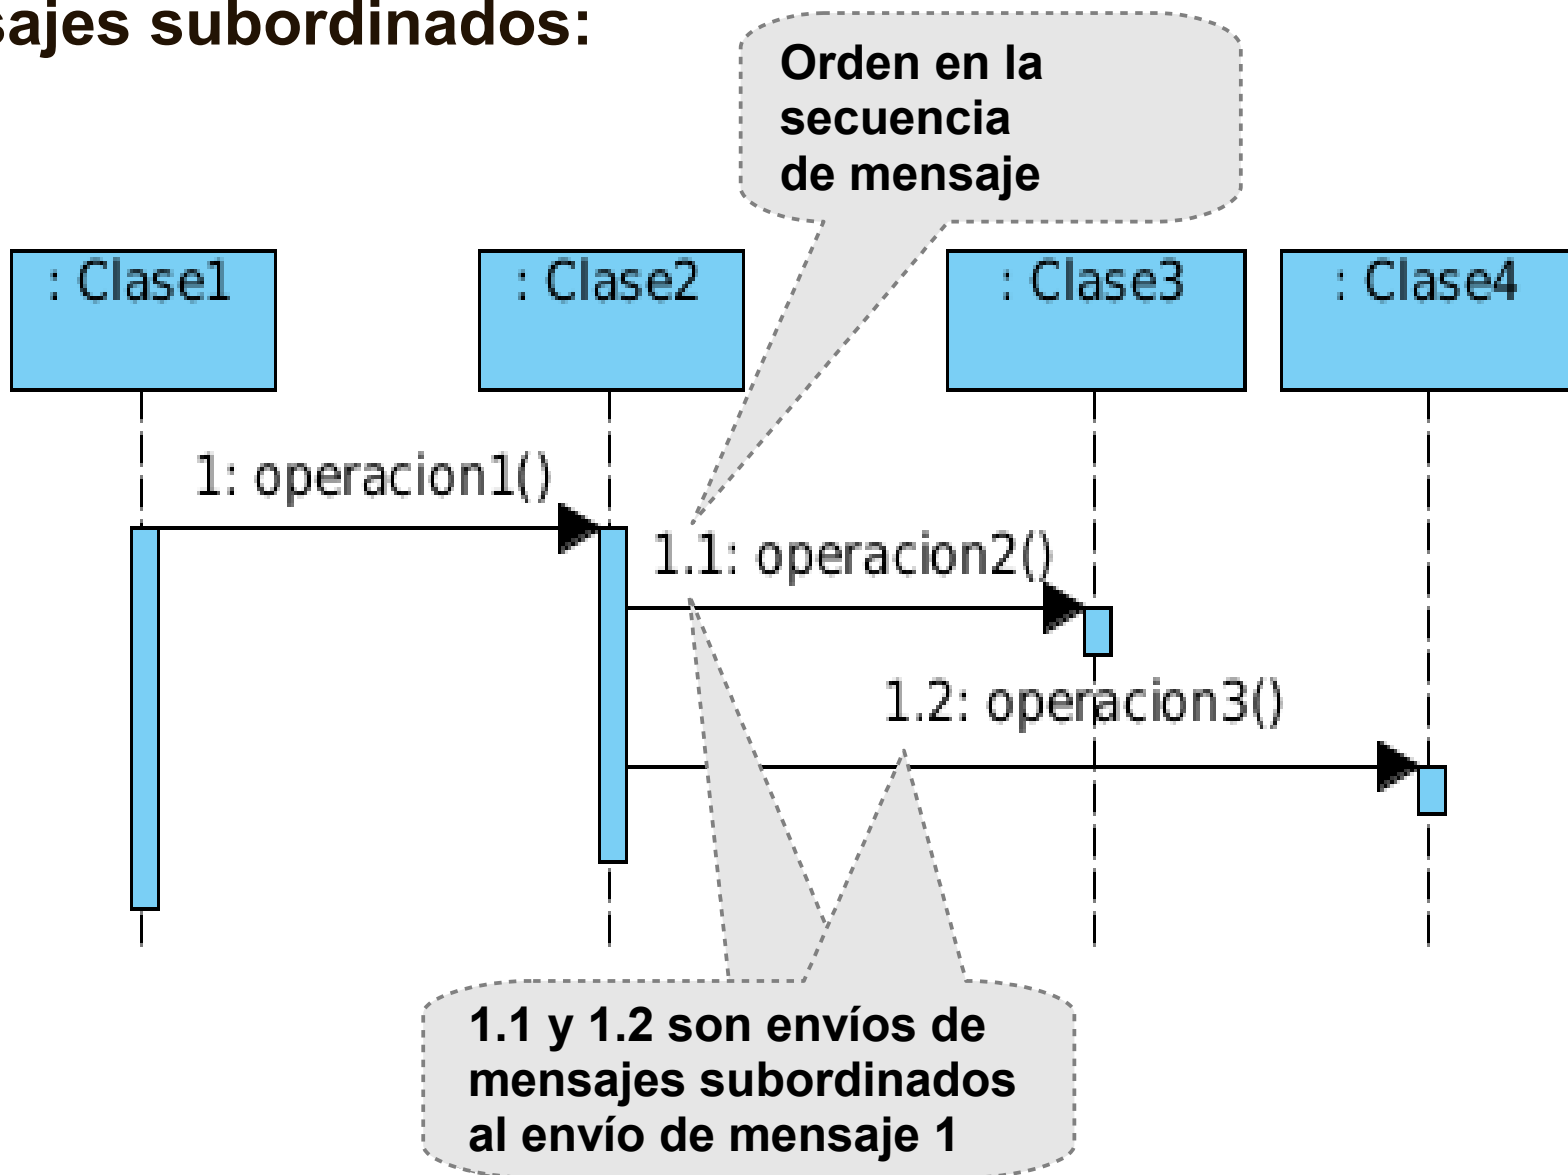 sajes subordinados:
Orden en la
secuencia
de mensaje
: Clase1
: Clase2
: Clase3
: Clase4
1: operacion1()
1.1: operacion2()
1.2: operacion3()
1.1 y 1.2 son envíos de
mensajes subordinados
al envío de mensaje 1